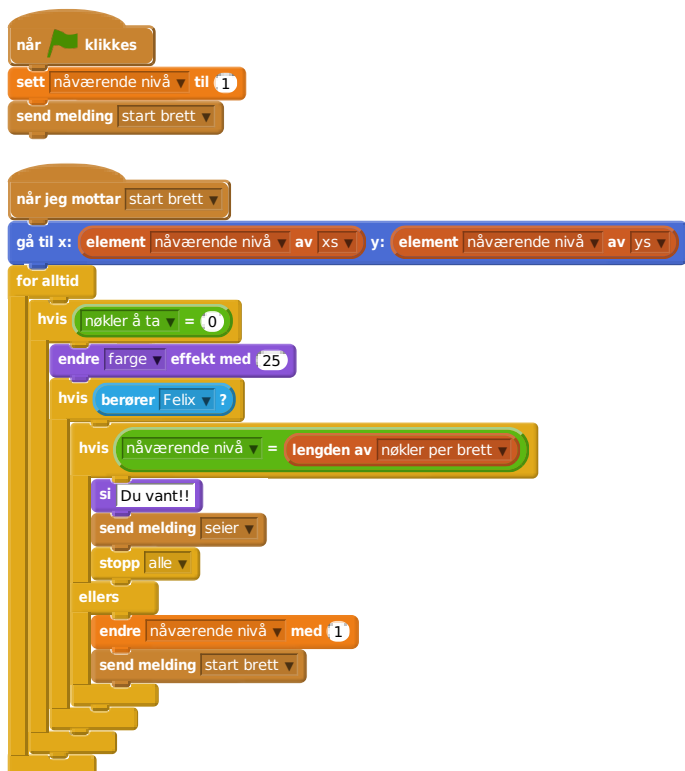 når klikkes
sett nåværende nivå til 1
send melding start brett
når jeg mottar start brett
gå til x: element nåværende nivå av xs y: element nåværende nivå av ys
for alltid
hvis nøkler å ta = 0
endre farge effekt med 25
hvis berører Felix ?
hvis nåværende nivå = lengden av nøkler per brett
si Du vant!!
send melding seier
stopp alle
ellers
endre nåværende nivå med 1
send melding start brett